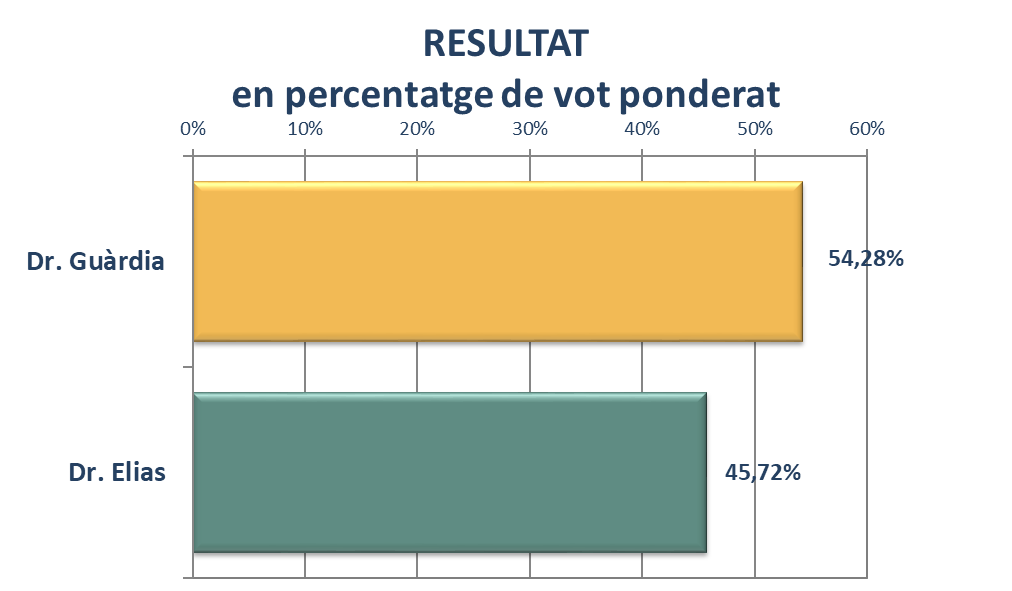 RESULTAT
en percentatge de vot ponderat
0% 10% 20% 30% 40% 50% 60%
Dr. Guàrdia 54,28%
Dr. Elias 45,72%